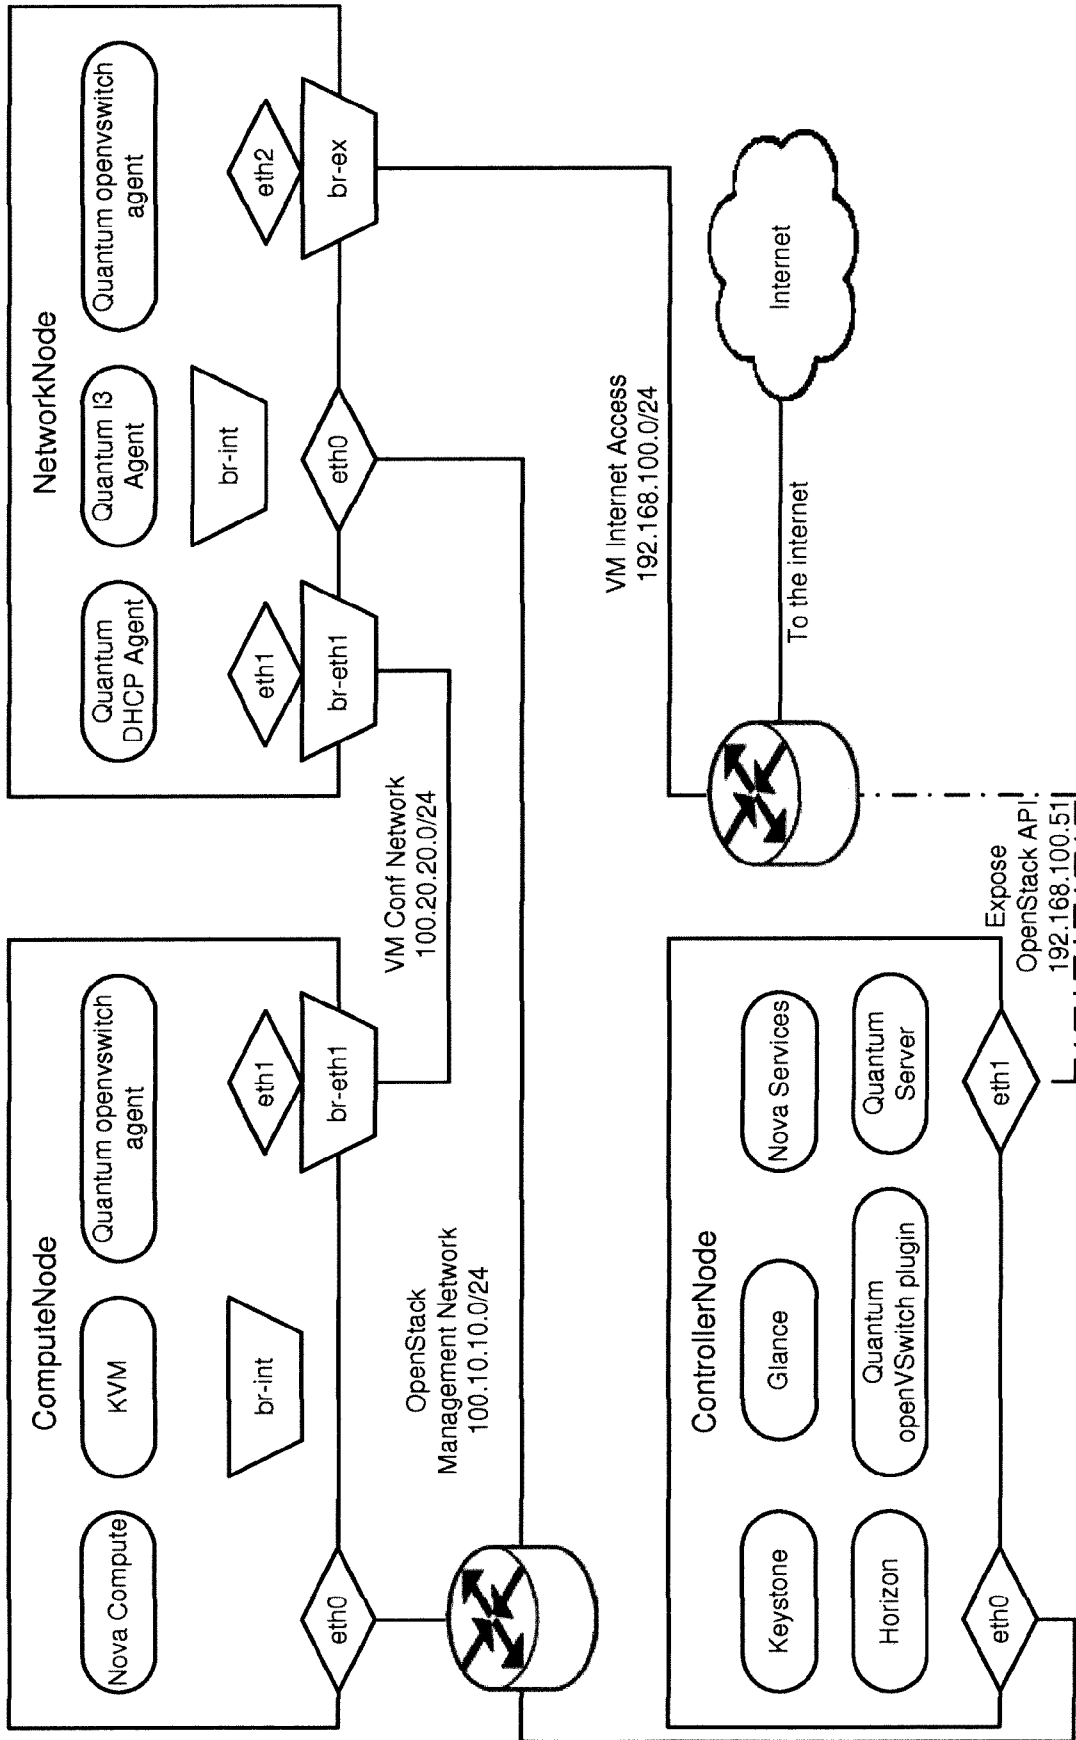 ComputeNode
Nova Compute
KVM
Quantum openvswitch
agent
br-int
eth1
br-eth1
eth0
NetworkNode
Quantum
DHCP Agent
Quantum l3
Agent
Quantum openvswitch
agent
br-int
eth1
br-eth1
eth0
eth2
br-ex
VM Conf Network
100.20.20.0/24
OpenStack
Management Network
100.10.10.0/24
VM Internet Access
192.168.100.0/24
To the internet
Internet
ControllerNode
Keystone
Glance
Nova Services
Horizon
Quantum
openVSwitch plugin
Quantum
Server
eth0
eth1
Expose
OpenStack API
192.168.100.51